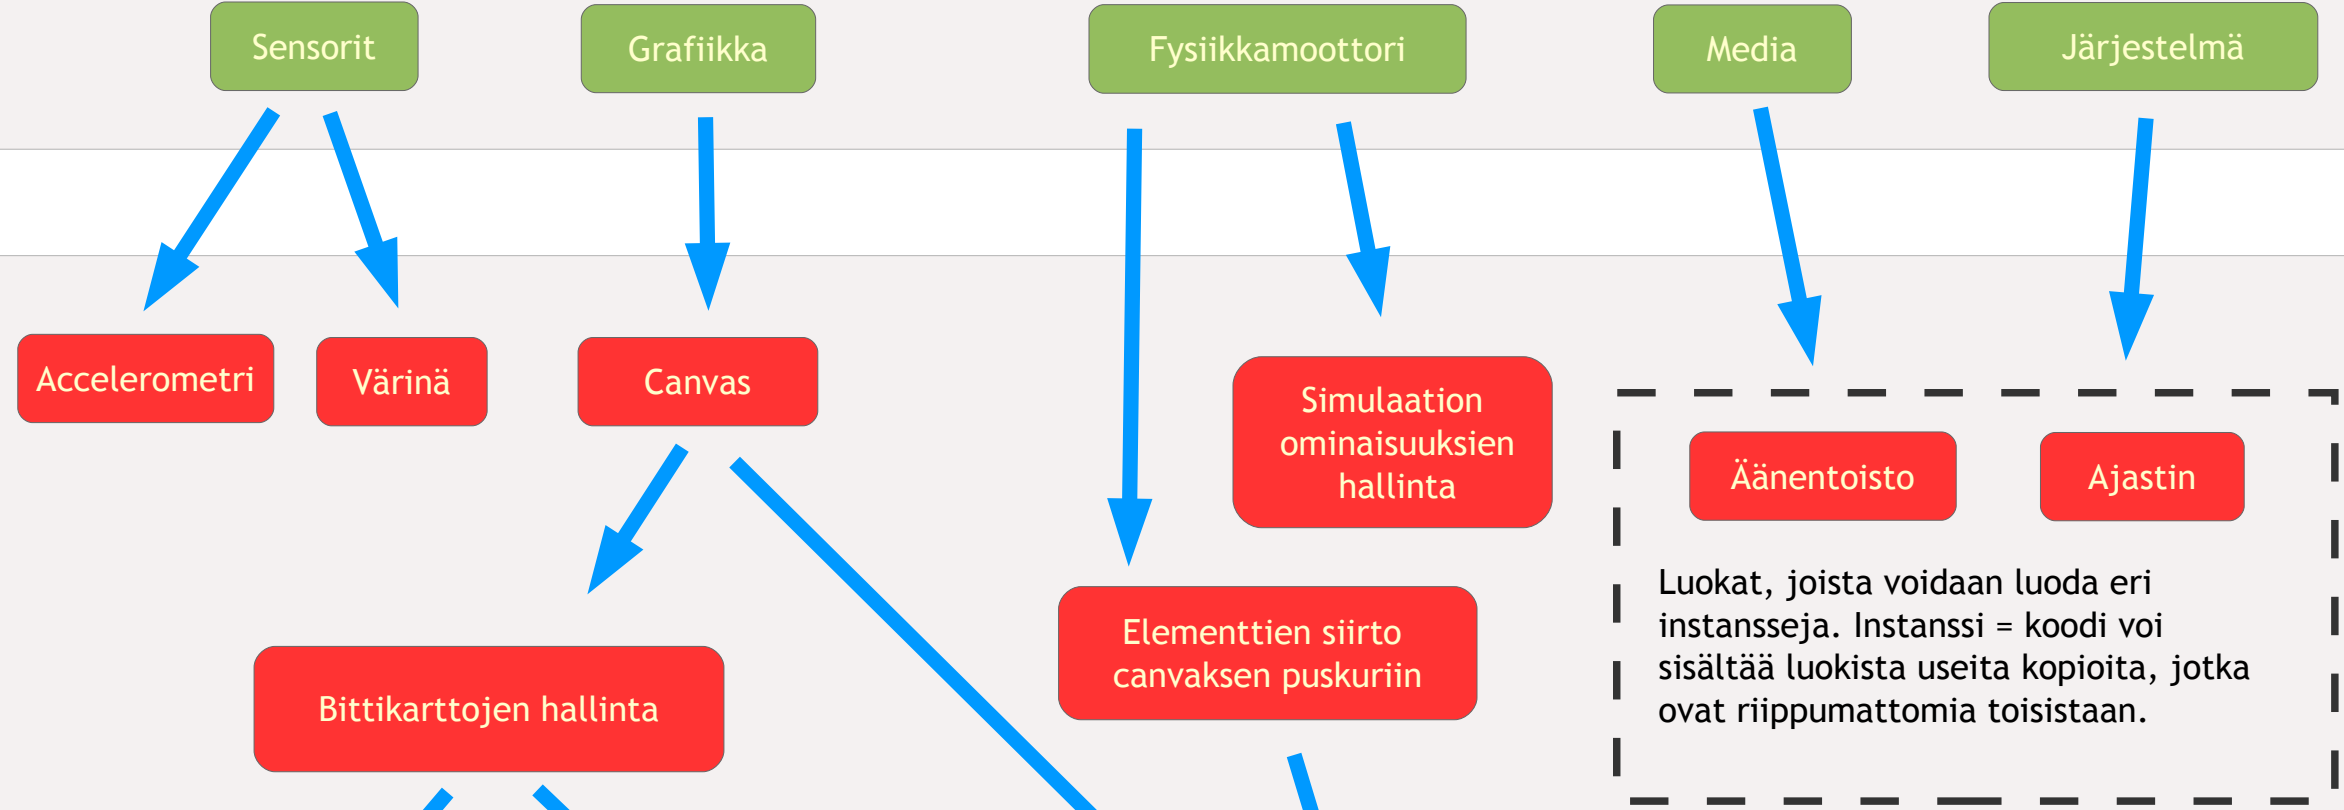 Sensorit
Grafiikka
Fysiikkamoottori
Media
Järjestelmä
Accelerometri
Värinä
Canvas
Simulaation
ominaisuuksien
hallinta
Äänentoisto
Ajastin
Luokat, joista voidaan luoda eri
instansseja. Instanssi = koodi voi
sisältää luokista useita kopioita, jotka
ovat riippumattomia toisistaan.
Elementtien siirto
canvaksen puskuriin
Bittikarttojen hallinta